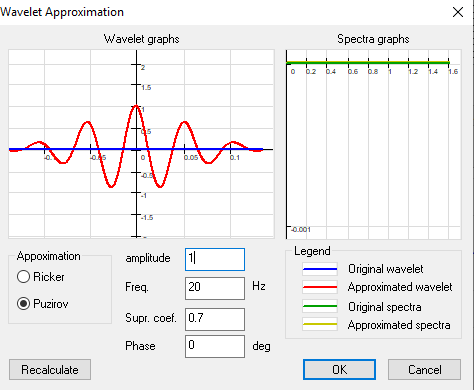 Wavelet Approximation
Wavelet graphs
Spectra graphs
2
1.5
1
0.5
-0.1
-0.05
0.05
0.1
-0.5
-1
-1.5
0 0.2 0.4 0.6 0.8 1 1.2 1.4 1.6
-0.001
Appoximation
Ricker
Puzirov
amplitude 1
Freq. 20 Hz
Supr. coef. 0.7
Phase 0 deg
Legend
Original wavelet
Approximated wavelet
Original spectra
Approximated spectra
Recalculate
OK
Cancel